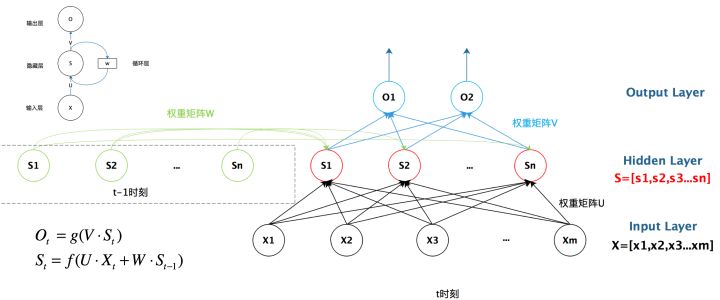 输出层
O
V
隐藏层
S
w
循环层
U
输入层
X
O1
O2
Output Layer
权重矩阵W
权重矩阵V
S1
S2
...
Sn
S1
S2
...
Sn
Hidden Layer
S=[s1,s2,s3...sn]
t-1时刻
权重矩阵U
X1
X2
X3
...
Xm
Input Layer
X=[x1,x2,x3...xm]
O_t = g(V·S_t)
S_t = f(U·X_t + W·S_{t-1})
t时刻